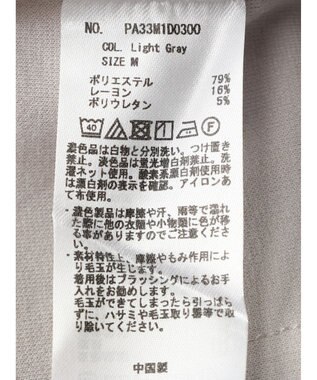 NO. PA33M1D0300
COL. Light Gray
SIZE M
ポリエステル 79%
レーヨン 16%
ポリウレタン 5%
40
F
濃色品は白物と分別洗い。つけ置き
禁止。淡色品は蛍光増白剤禁止。洗
濯ネット使用。酸素系漂白剤使用時
は漂白剤の表示を確認。アイロンあ
て布使用。
・濃色製品は摩擦や汗、雨等で濡れ
た際に他の衣類や小物類に色が移
る事がありますのでご注意くださ
い。
・素材特性上、摩擦やもみ作用によ
り毛玉が生じます。
着用後はブラッシングによるお手
入れをお勧めします。
毛玉ができてしまったら引っぱら
ずに、ハサミや毛玉取り器等で取
り除いてください。
中国製